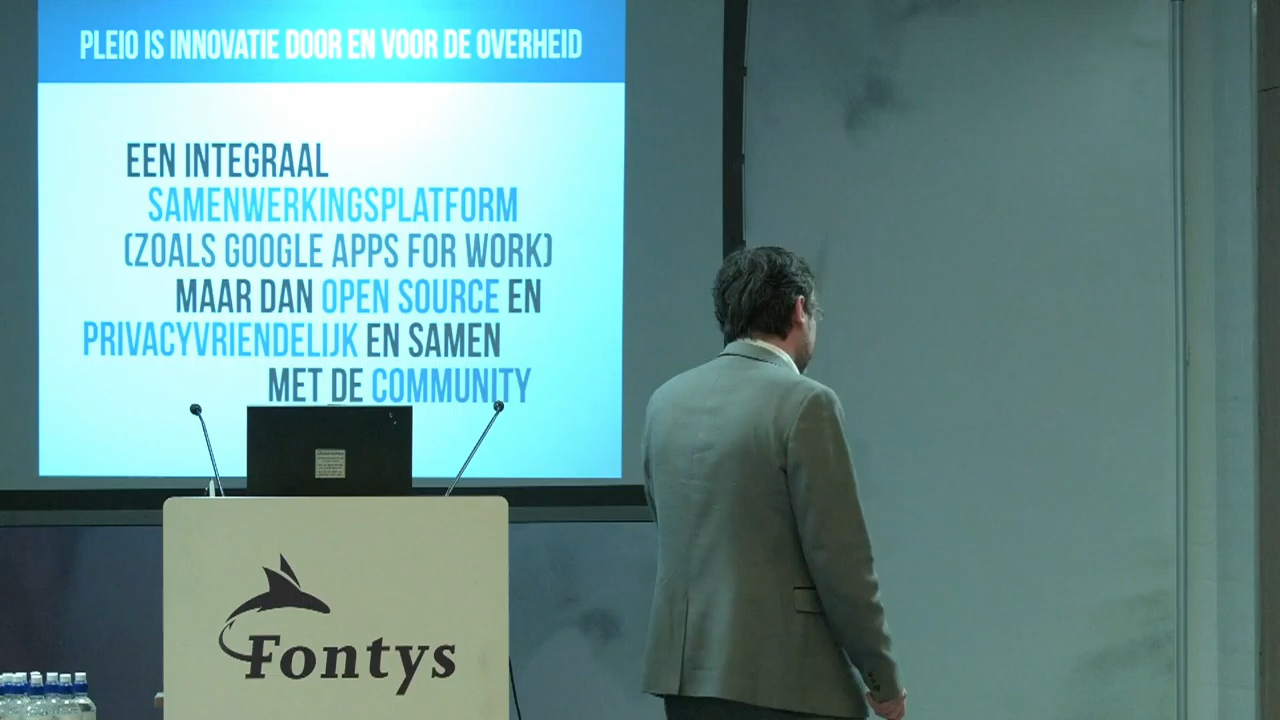 PLEIO IS INNOVATIE DOOR EN VOOR DE OVERHEID
EEN INTEGRAAL
SAMENWERKINGSPLATFORM
(ZOALS GOOGLE APPS FOR WORK)
MAAR DAN OPEN SOURCE EN
PRIVACYVRIENDELIJK EN SAMEN
MET DE COMMUNITY
Fontys